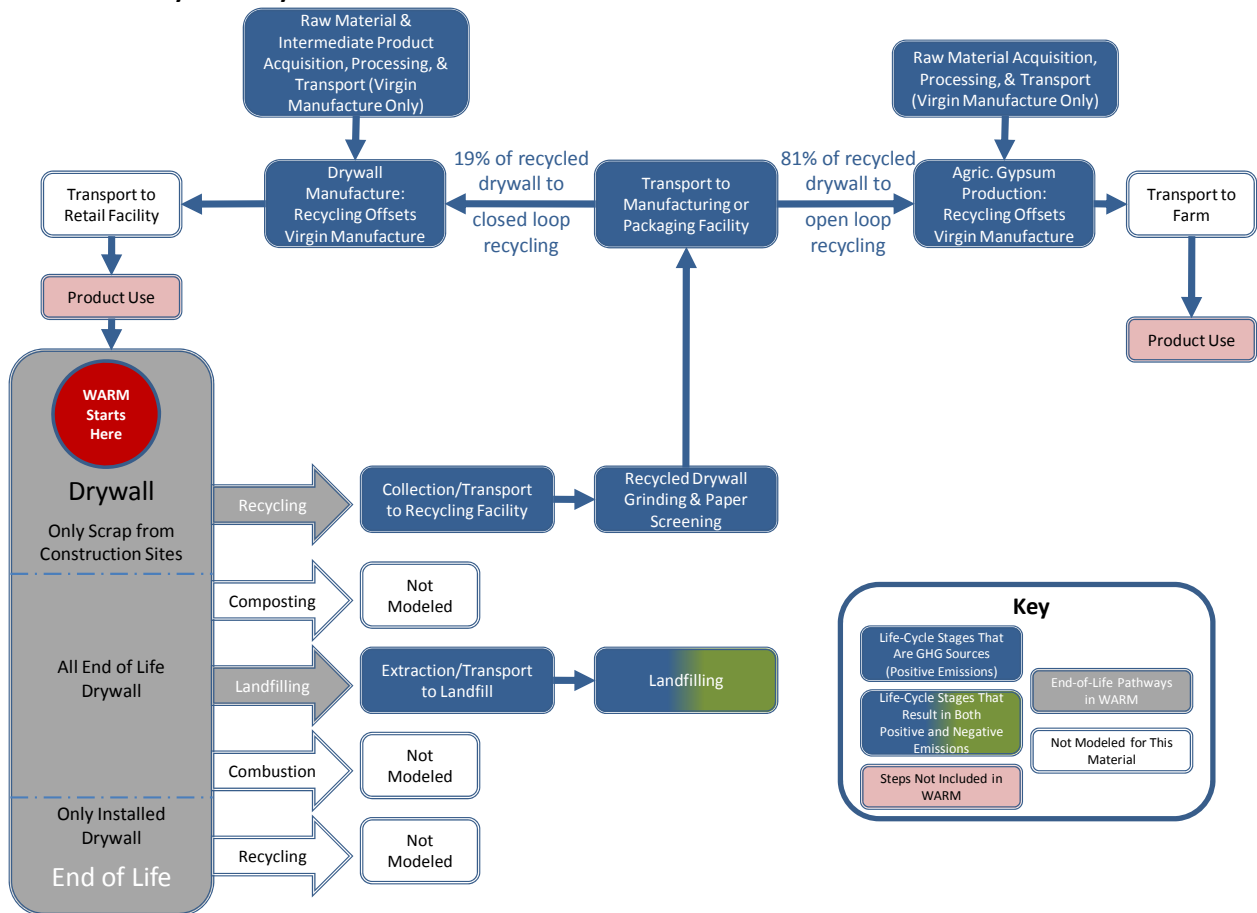 Raw Material &
Intermediate Product
Acquisition, Processing, &
Transport (Virgin
Manufacture Only)
Raw Material Acquisition,
Processing, & Transport
(Virgin Manufacture Only)
Transport to
Retail Facility
Drywall
Manufacture:
Recycling Offsets
Virgin Manufacture
19% of recycled
drywall to
closed loop
recycling
Transport to
Manufacturing or
Packaging Facility
81% of recycled
drywall to
open loop
recycling
Agric. Gypsum
Production:
Recycling Offsets
Virgin Manufacture
Transport to
Farm
Product Use
Product Use
WARM
Starts
Here
Drywall
Only Scrap from
Construction Sites
Recycling
Collection/Transport
to Recycling Facility
Recycled Drywall
Grinding & Paper
Screening
Composting
Not
Modeled
All End of Life
Drywall
Landfilling
Extraction/Transport
to Landfill
Landfilling
Combustion
Not
Modeled
Only Installed
Drywall
Recycling
Not
Modeled
End of Life
Key
Life-Cycle Stages That
Are GHG Sources
(Positive Emissions)
Life-Cycle Stages That
Result in Both
Positive and Negative
Emissions
Steps Not Included in
WARM
End-of-Life Pathways
in WARM
Not Modeled for This
Material